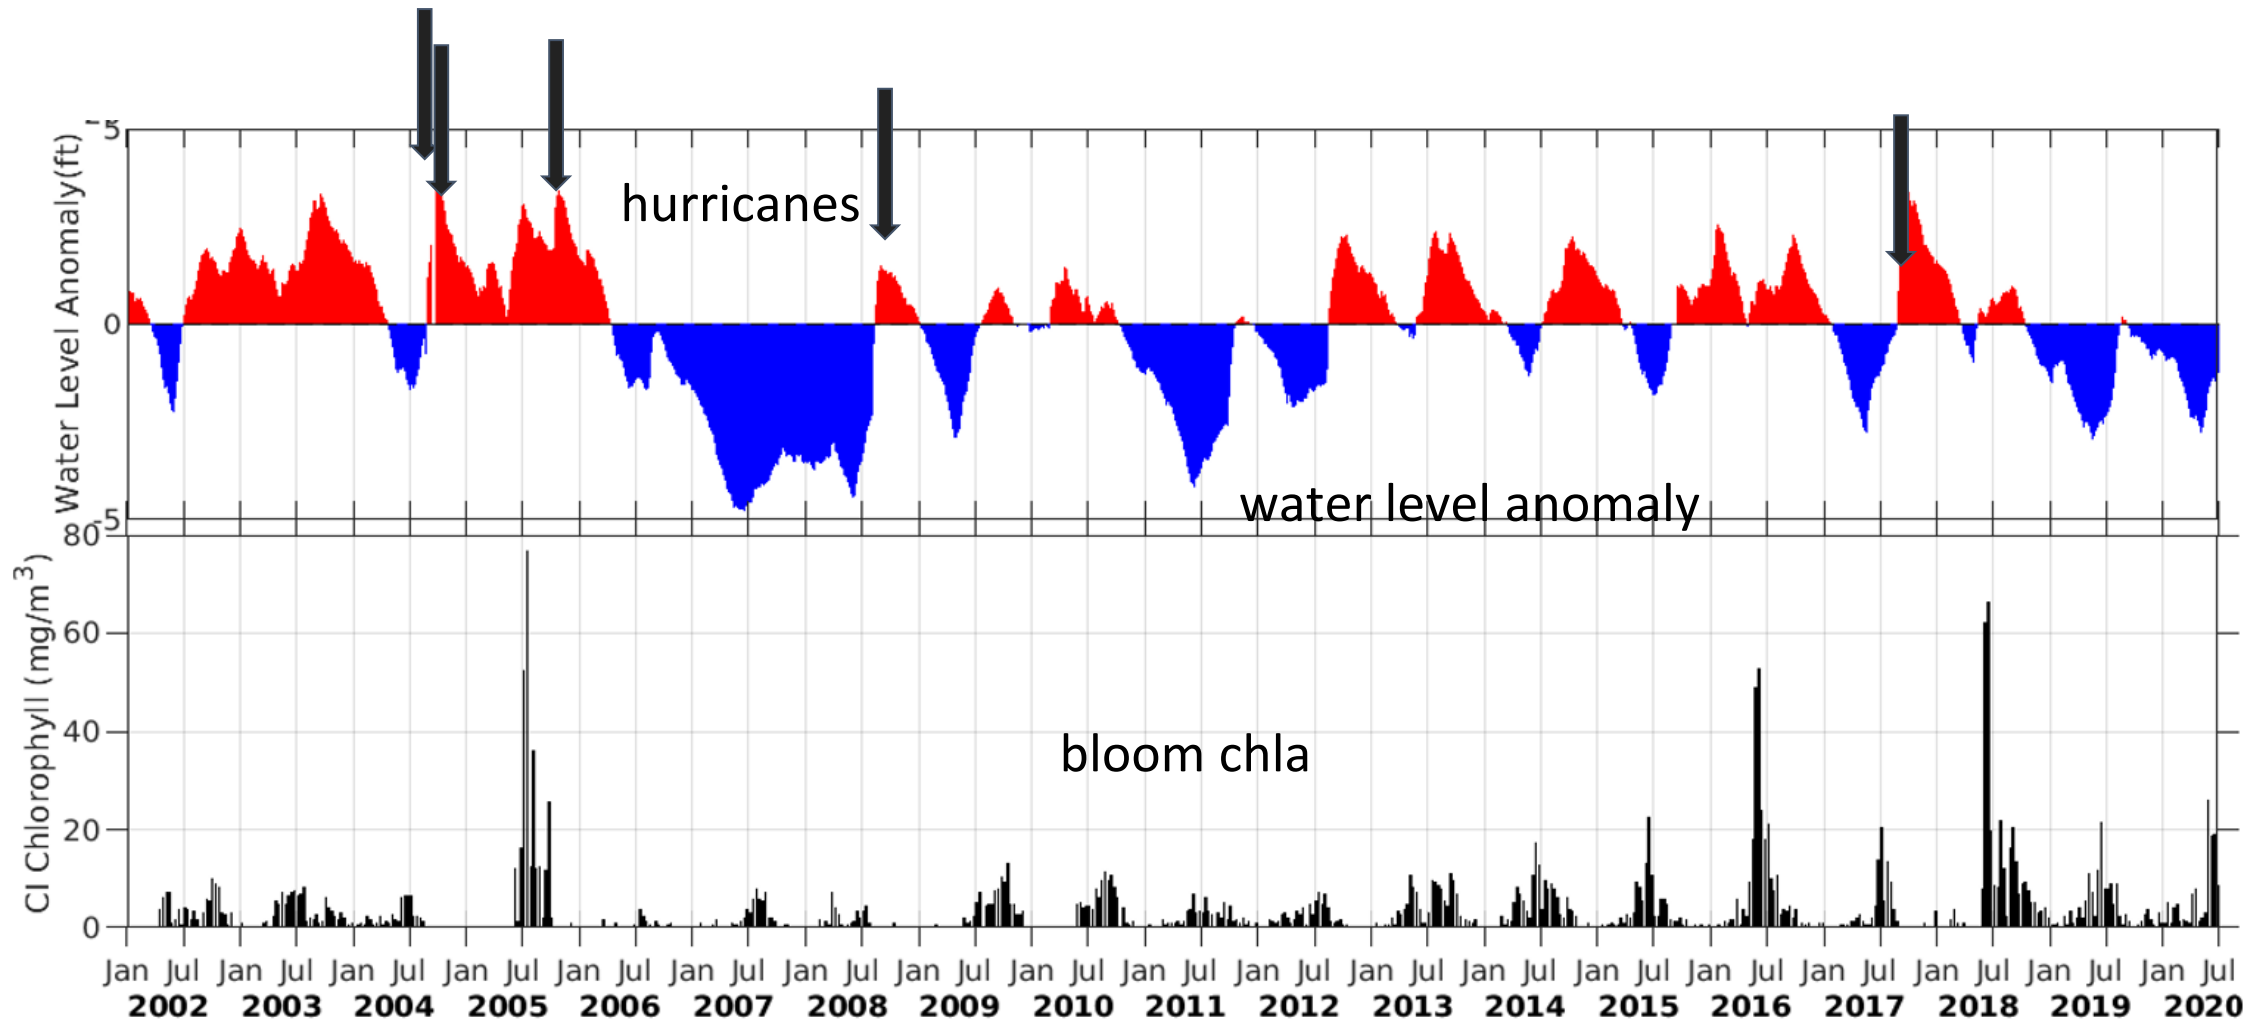 5
0
-5
Water Level Anomaly(ft)
hurricanes
water level anomaly
80
60
40
20
0
CI Chlorophyll (mg/m³)
bloom chla
Jan Jul Jan Jul Jan Jul Jan Jul Jan Jul Jan Jul Jan Jul Jan Jul Jan Jul Jan Jul Jan Jul Jan Jul Jan Jul Jan Jul Jan Jul Jan Jul Jan Jul Jan Jul Jan Jul
2002 2003 2004 2005 2006 2007 2008 2009 2010 2011 2012 2013 2014 2015 2016 2017 2018 2019 2020